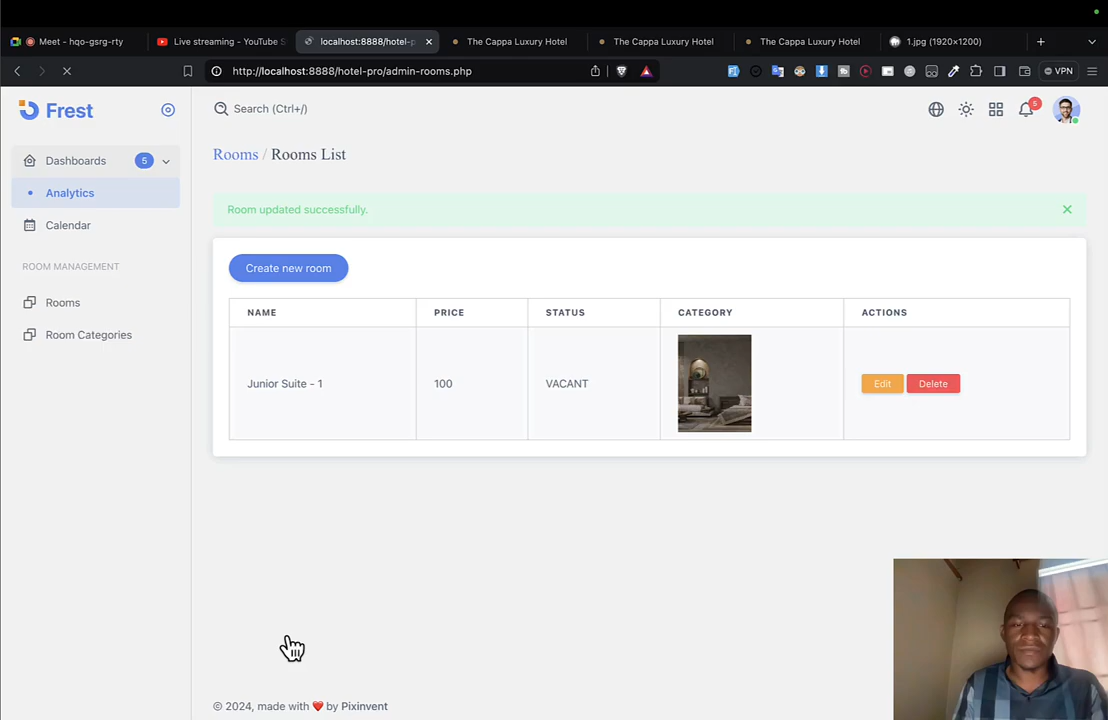 Meet - hqo-gsrg-rty
Live streaming - YouTube S
localhost:8888/hotel-p
The Cappa Luxury Hotel
The Cappa Luxury Hotel
The Cappa Luxury Hotel
1.jpg (1920×1200)
http://localhost:8888/hotel-pro/admin-rooms.php
VPN
Frest
Search (Ctrl+/)
5
Dashboards
5
Analytics
Calendar
ROOM MANAGEMENT
Rooms
Room Categories
Rooms / Rooms List
Room updated successfully.
Create new room
NAME PRICE STATUS CATEGORY ACTIONS
Junior Suite - 1 100 VACANT Edit Delete
© 2024, made with ❤️ by Pixinvent